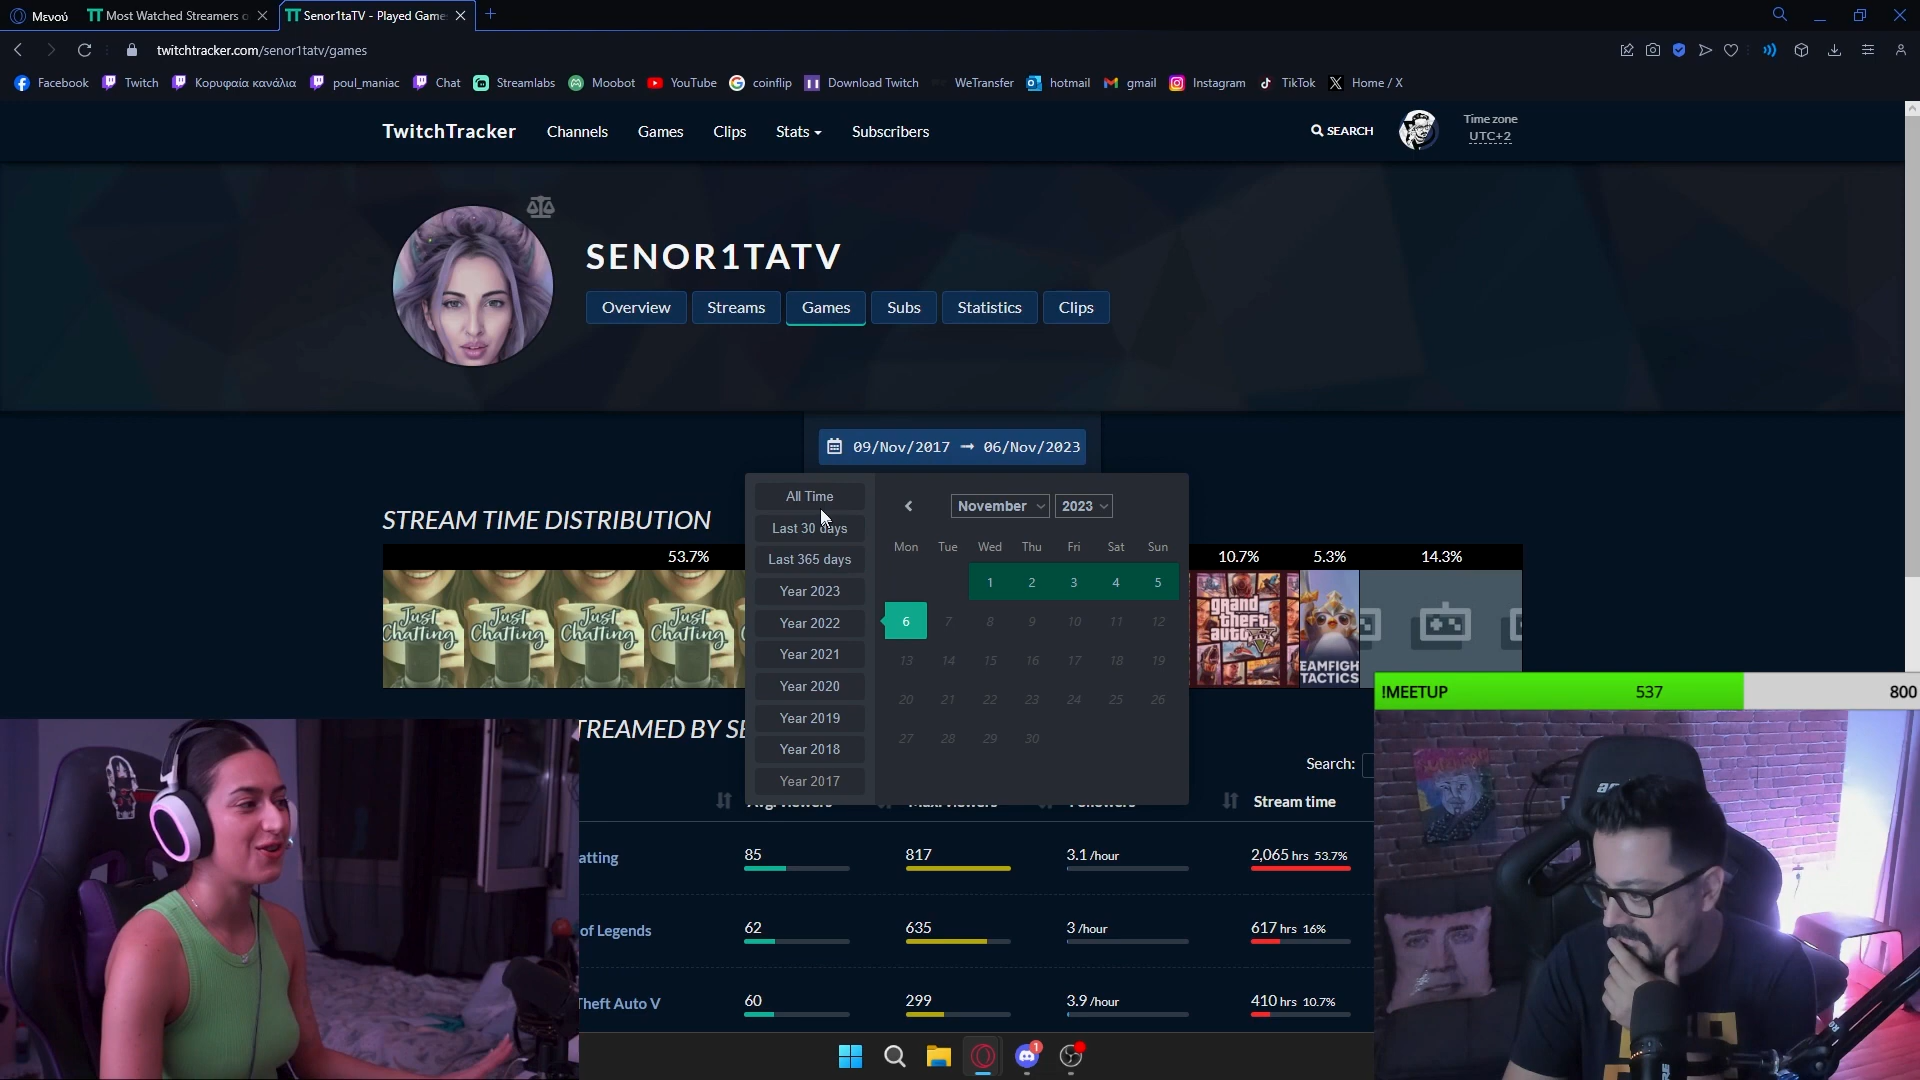 Μενού
Most Watched Streamers o
Senor1taTV - Played Game
twitchtracker.com/senor1tatv/games
Facebook
Twitch
Κορυφαία κανάλια
poul_maniac
Chat
Streamlabs
Moobot
YouTube
coinflip
Download Twitch
WeTransfer
hotmail
gmail
Instagram
TikTok
Home / X
TwitchTracker
Channels
Games
Clips
Stats
Subscribers
SEARCH
Time zone
UTC+2
SENOR1TATV
Overview
Streams
Games
Subs
Statistics
Clips
09/Nov/2017 → 06/Nov/2023
All Time
Last 30 days
Last 365 days
Year 2023
Year 2022
Year 2021
Year 2020
Year 2019
Year 2018
Year 2017
November
2023
Mon Tue Wed Thu Fri Sat Sun
1 2 3 4 5
6 7 8 9 10 11 12
13 14 15 16 17 18 19
20 21 22 23 24 25 26
27 28 29 30
STREAM TIME DISTRIBUTION
53.7%
10.7%
5.3%
14.3%
Just Chatting
Just Chatting
Just Chatting
Just Chatting
grand theft auto V
EAMFIGH
TACTICS
!MEETUP 537 800
TREAMED BY SE
Search:
Stream time
atting 85 817 3.1 /hour 2,065 hrs 53.7%
of Legends 62 635 3 /hour 617 hrs 16%
Theft Auto V 60 299 3.9 /hour 410 hrs 10.7%
1